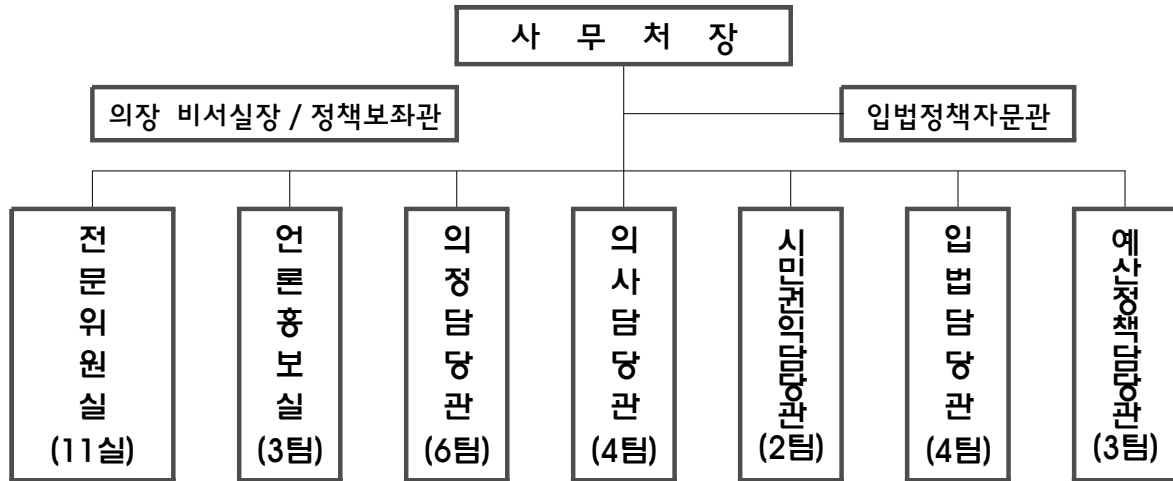 사 무 처 장
의장 비서실장 / 정책보좌관
입법정책자문관
전문위원실
(11실)
언론홍보실
(3팀)
의정담당관
(6팀)
의사담당관
(4팀)
시민권익담당관
(2팀)
입법담당관
(4팀)
예산정책담당관
(3팀)